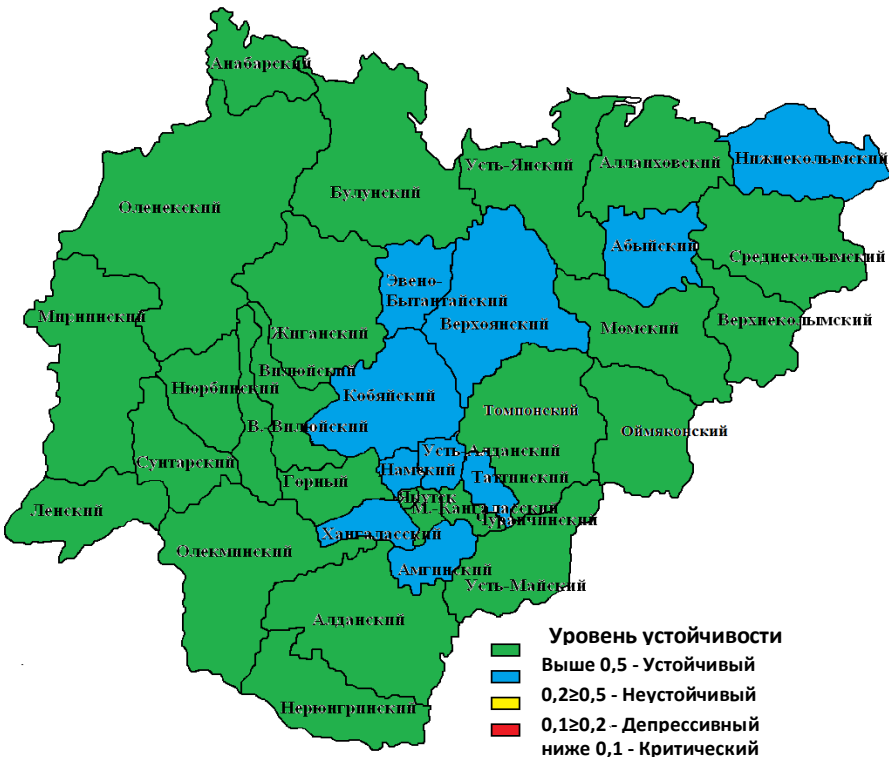 Анабарский
Нижнеколымский
Усть-Янский
Аллаиховский
Булунский
Оленекский
Абыйский
Среднеколымский
Эвено-
Бытантайский
Мирнинский
Верхоянский
Момский
Верхнеколымский
Жиганский
Вилюйский
Нюрбинский
Кобяйский
Томпонский
В.-Вилюйский
Оймяконский
Усть-Алданский
Сунтарский
Намский
Таттинский
Горный
Якутск
М.-Кангаласский
Ленский
Чурапчинский
Хангаласский
Олекминский
Амгинский
Усть-Майский
Алданский
Нерюнгринский
Уровень устойчивости
Выше 0,5 - Устойчивый
0,2≥0,5 - Неустойчивый
0,1≥0,2 - Депрессивный
ниже 0,1 - Критический